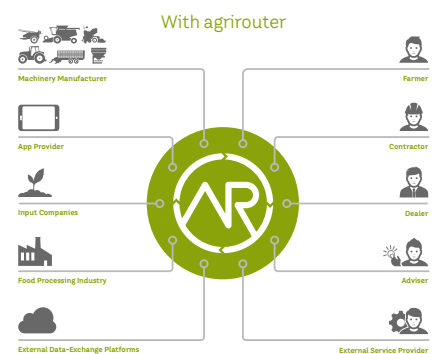 With agrirouter
Machinery Manufacturer
Farmer
App Provider
Contractor
AR
Input Companies
Dealer
Food Processing Industry
Adviser
External Data-Exchange Platforms
External Service Provider